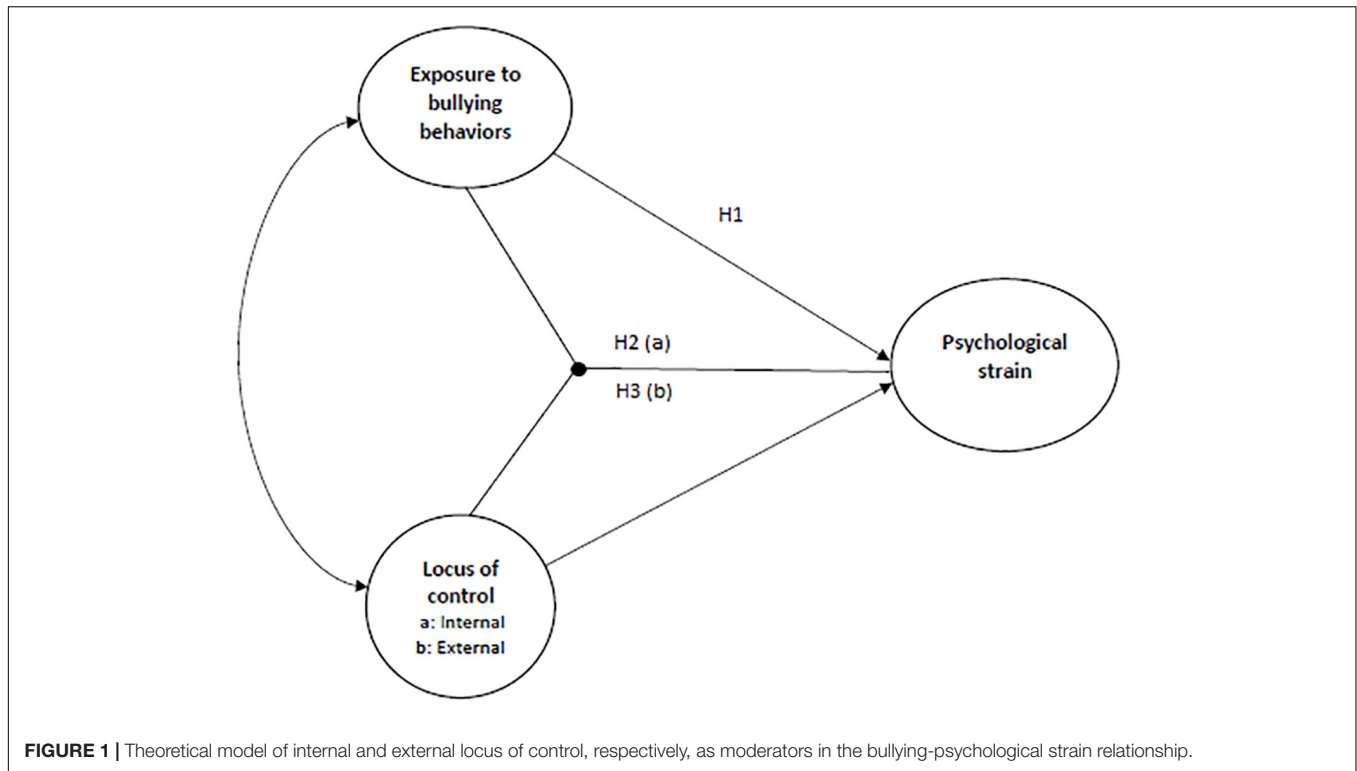 Exposure to
bullying
behaviors
H1
H2 (a)
H3 (b)
Psychological
strain
Locus of
control
a: Internal
b: External
FIGURE 1 | Theoretical model of internal and external locus of control, respectively, as moderators in the bullying-psychological strain relationship.